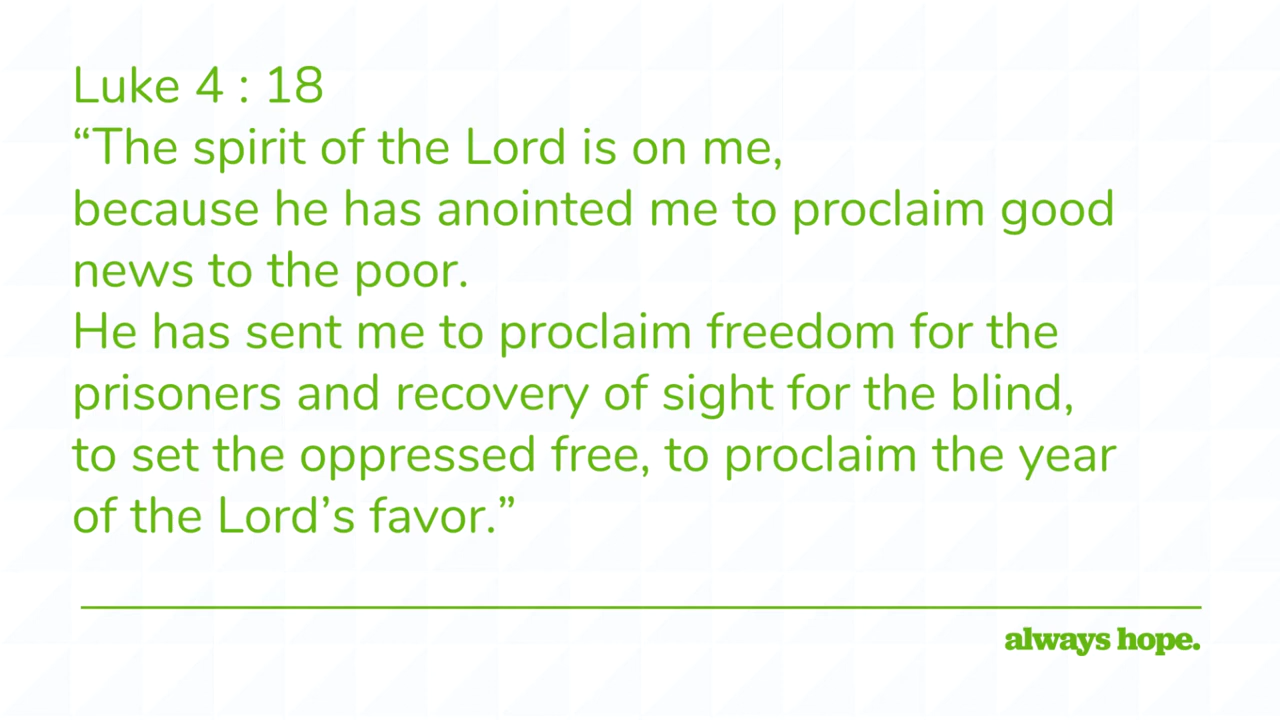 Luke 4 : 18
“The spirit of the Lord is on me,
because he has anointed me to proclaim good
news to the poor.
He has sent me to proclaim freedom for the
prisoners and recovery of sight for the blind,
to set the oppressed free, to proclaim the year
of the Lord’s favor.”
always hope.